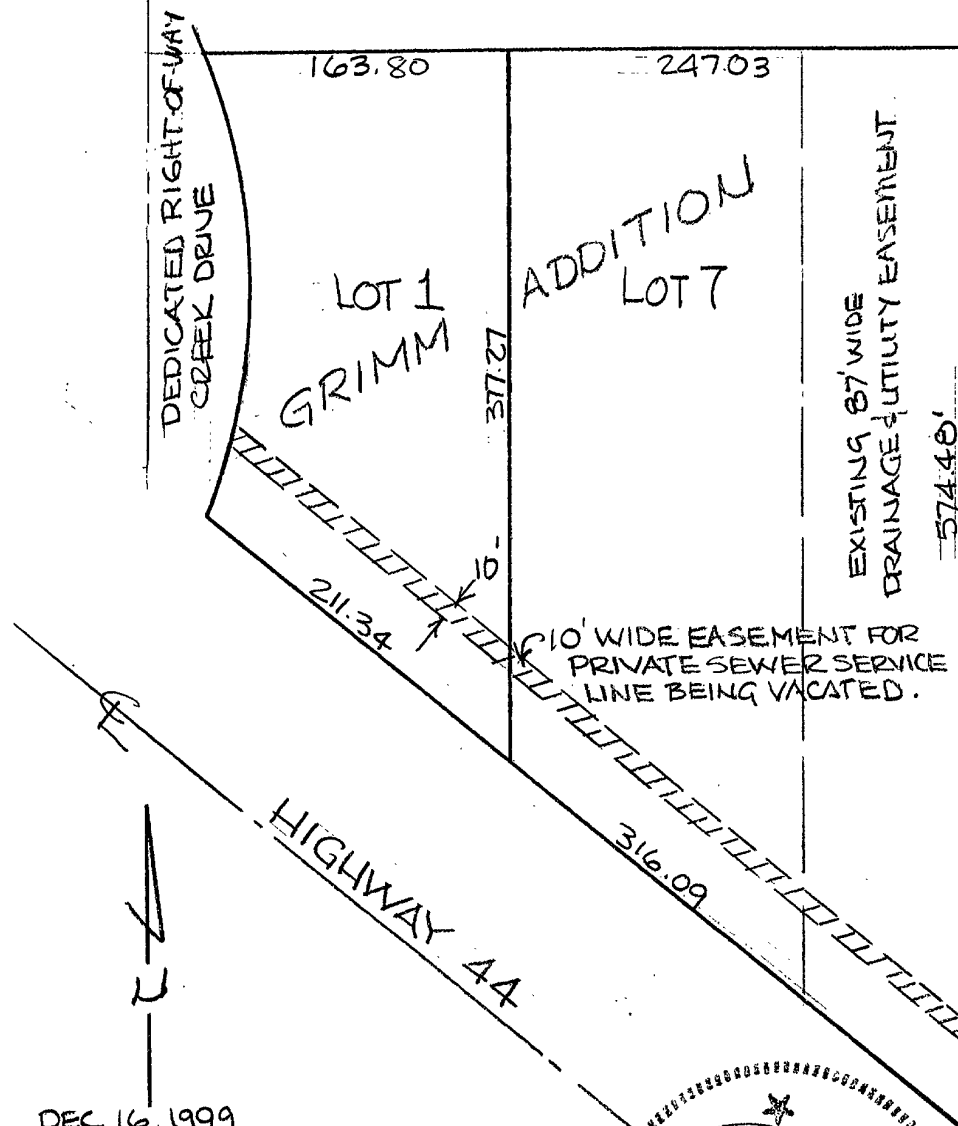 DEDICATED RIGHT-OF-WAY
CREEK DRIVE
163.80
247.03
LOT 1
GRIMM ADDITION
LOT 7
377.27
EXISTING 87' WIDE
DRAINAGE & UTILITY EASEMENT
574.48'
10'
211.34
10' WIDE EASEMENT FOR
PRIVATE SEWER SERVICE
LINE BEING VACATED.
316.09
HIGHWAY 44
N
DEC 16, 1999